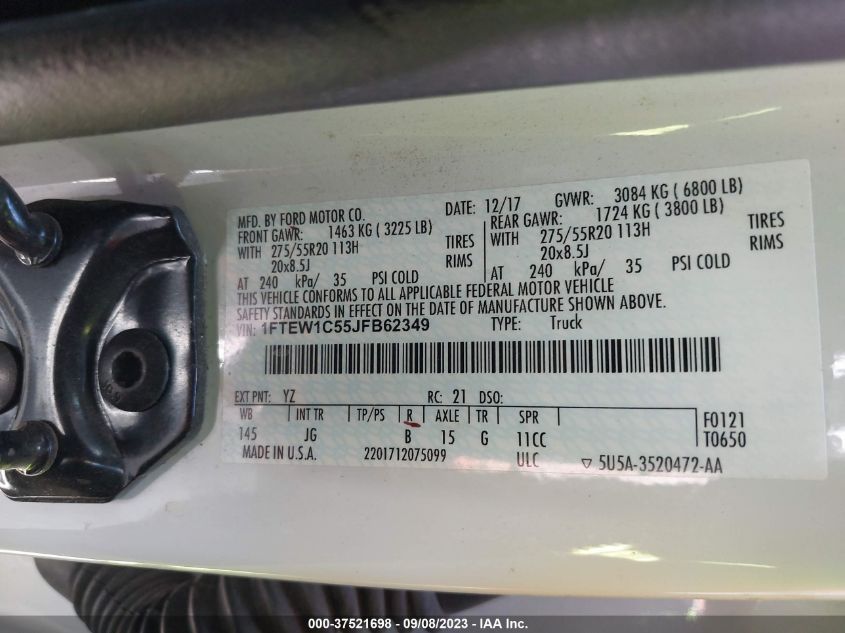 MFD. BY FORD MOTOR CO. DATE: 12/17 GVWR: 3084 KG ( 6800 LB)
FRONT GAWR: 1463 KG ( 3225 LB) REAR GAWR: 1724 KG ( 3800 LB)
WITH 275/55R20 113H TIRES WITH 275/55R20 113H TIRES
20x8.5J RIMS 20x8.5J RIMS
AT 240 kPa/ 35 PSI COLD AT 240 kPa/ 35 PSI COLD
THIS VEHICLE CONFORMS TO ALL APPLICABLE FEDERAL MOTOR VEHICLE
SAFETY STANDARDS IN EFFECT ON THE DATE OF MANUFACTURE SHOWN ABOVE.
VIN: 1FTEW1C55JFB62349 TYPE: Truck
EXT PNT: YZ RC: 21 DSO:
WB INT TR TP/PS R AXLE TR SPR F0121
145 JG B 15 G 11CC T0650
MADE IN U.S.A. 2201712075099 ULC ▽ 5U5A-3520472-AA
000-37521698 - 09/08/2023 - IAA Inc.